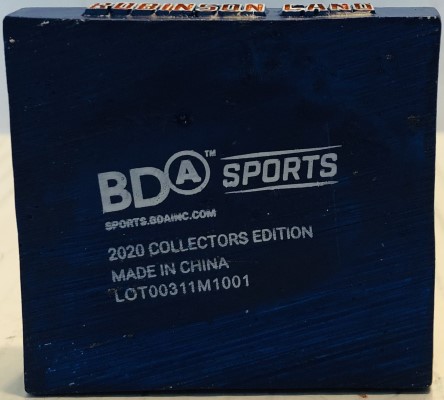 ROBINSON CANO
BDA™ SPORTS
SPORTS.BDAINC.COM
2020 COLLECTORS EDITION
MADE IN CHINA
LOT00311M1001